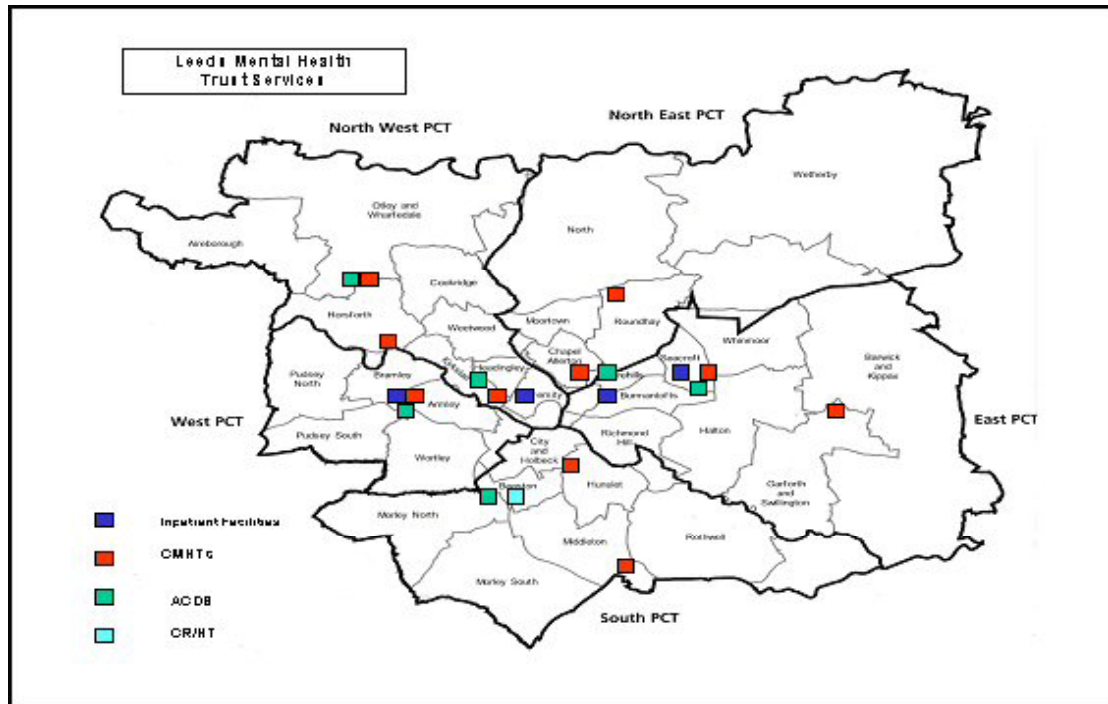 Leeds Mental Health
Trust Services
North West PCT
North East PCT
Wetherby
Otley and
Wharfedale
North
Aireborough
Cookridge
Horsforth
Weetwood
Moortown
Roundhay
Whinmoor
Chapel
Allerton
Seacroft
Barwick
and
Kippax
Headingley
Pudsey
North
Bramley
Burmantofts
Armley
West PCT
East PCT
Pudsey South
Richmond
Hill
Halton
Wortley
City
and
Holbeck
Garforth
and
Swillington
Beeston
Hunslet
Morley North
Inpatient Facilities
Middleton
Rothwell
CMHTs
Morley South
ACDB
South PCT
CR/HT